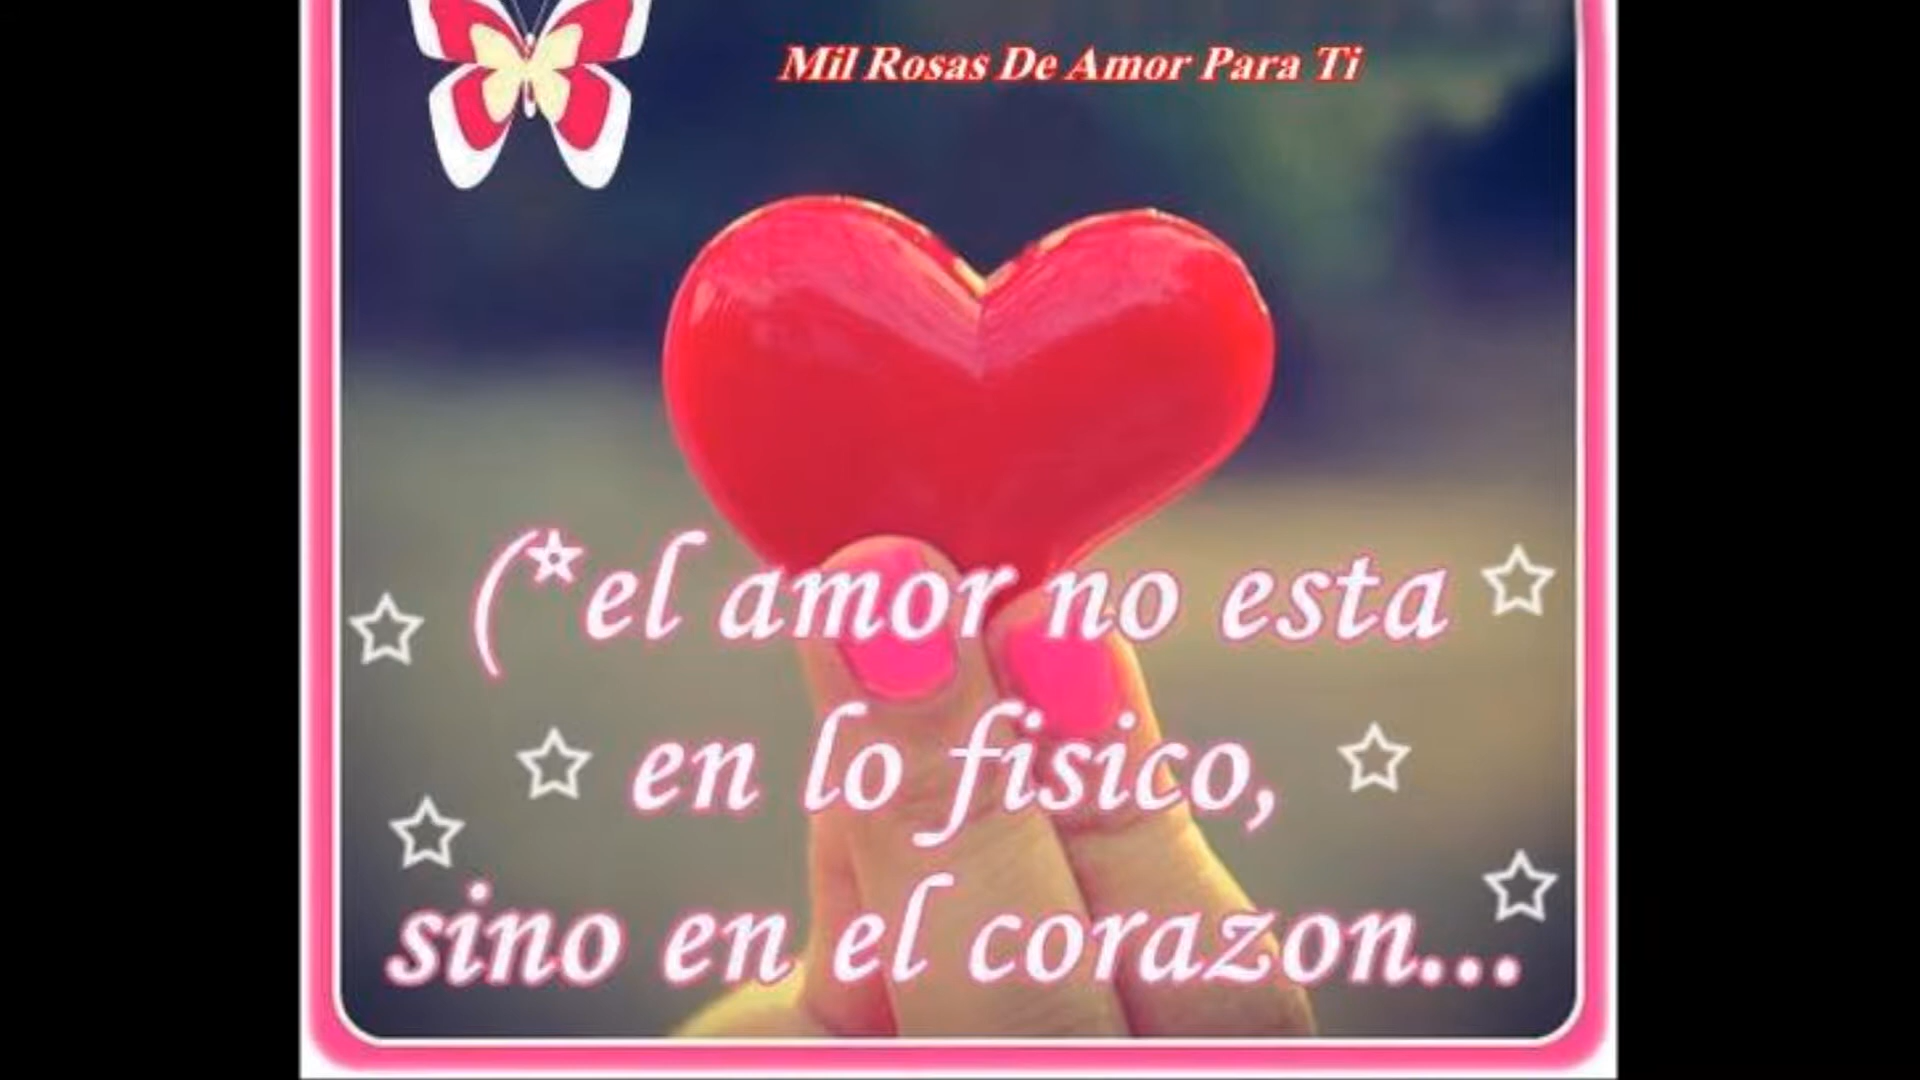 Mil Rosas De Amor Para Ti
(*el amor no esta
en lo fisico,
sino en el corazon...